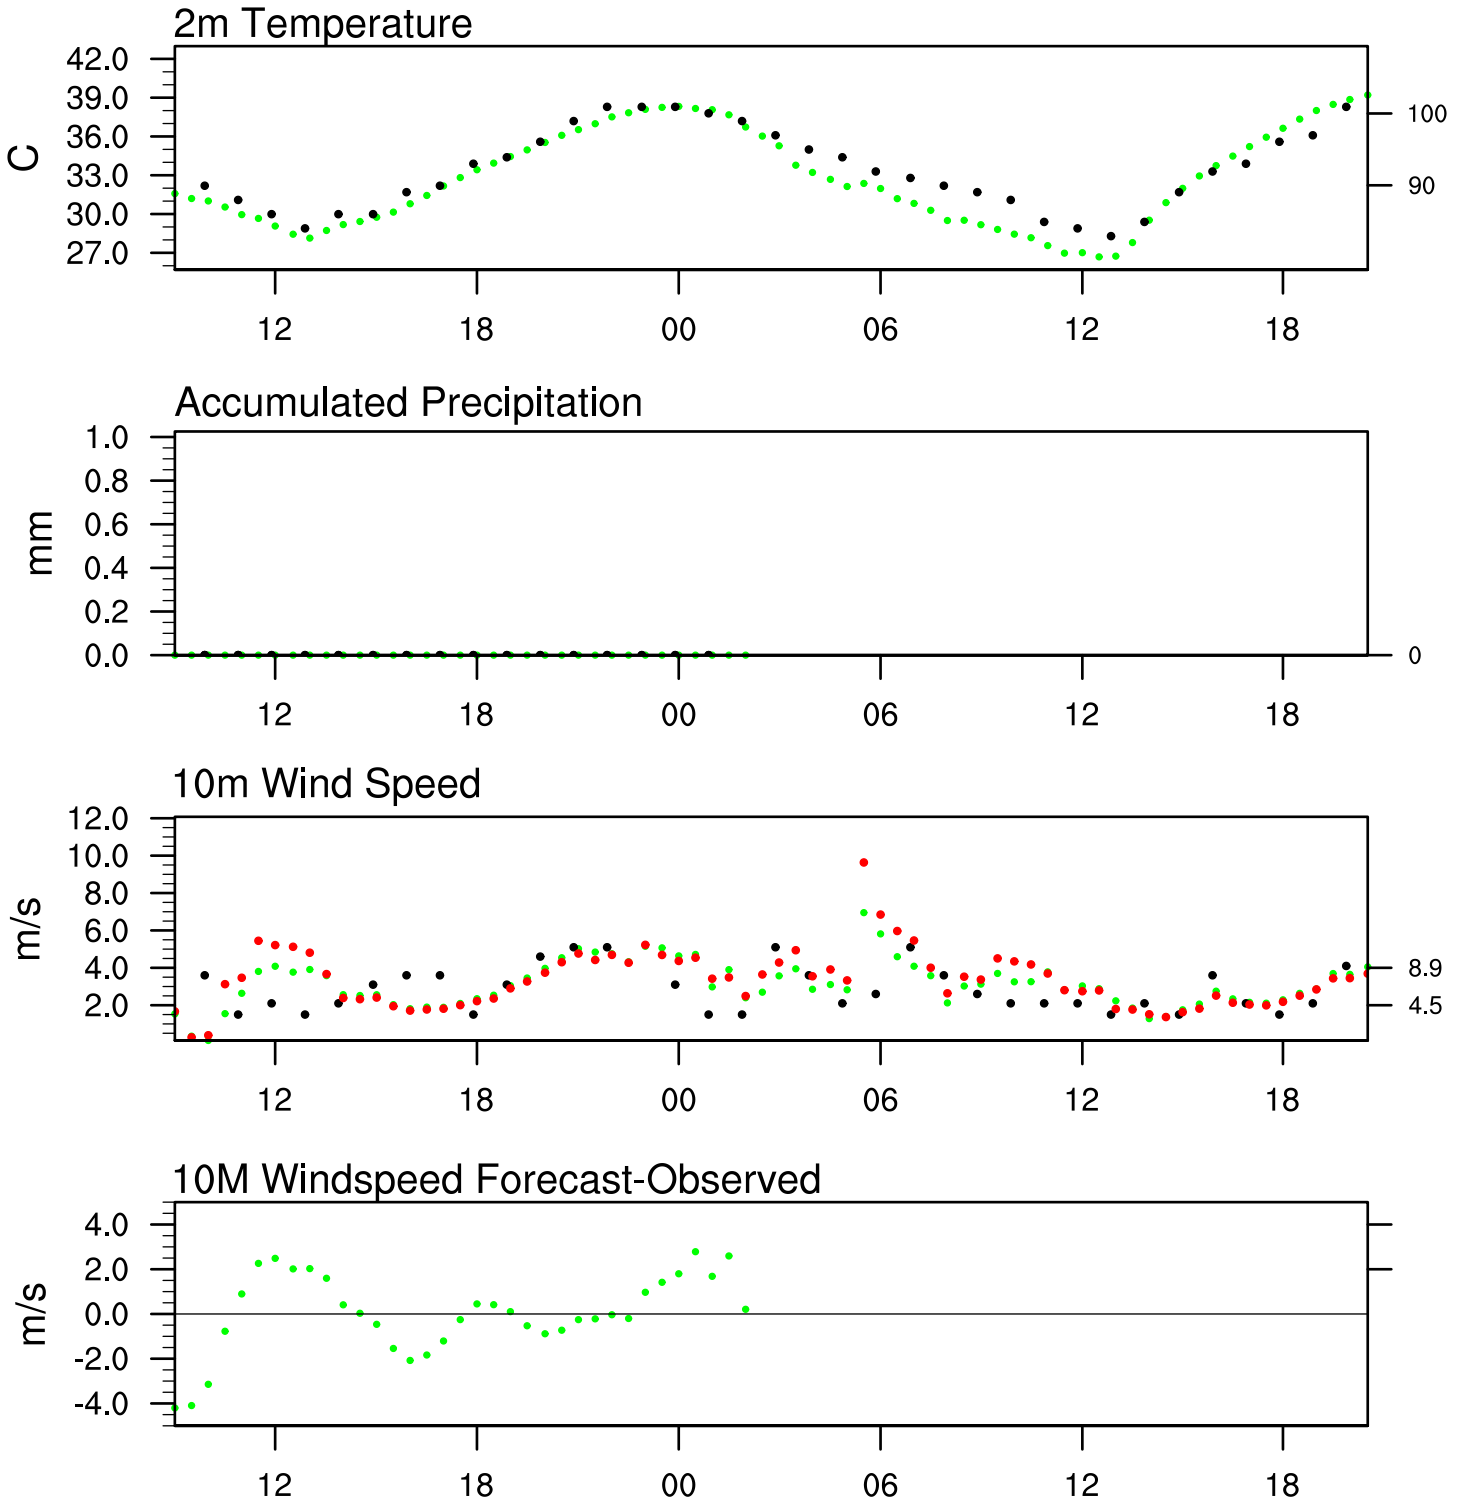 2m Temperature
42.0
39.0
36.0
33.0
30.0
27.0
C
100
90
12 18 00 06 12 18
Accumulated Precipitation
1.0
0.8
0.6
0.4
0.2
0.0
mm
0
12 18 00 06 12 18
10m Wind Speed
12.0
10.0
8.0
6.0
4.0
2.0
m/s
8.9
4.5
12 18 00 06 12 18
10M Windspeed Forecast-Observed
4.0
2.0
0.0
-2.0
-4.0
m/s
12 18 00 06 12 18